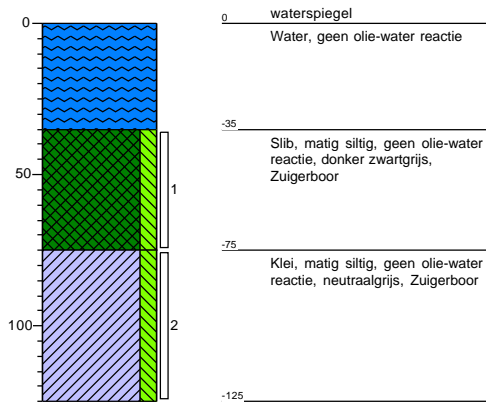 0
0
waterspiegel
Water, geen olie-water reactie
-35
Slib, matig siltig, geen olie-water
reactie, donker zwartgrijs,
Zuigerboor
50
1
-75
Klei, matig siltig, geen olie-water
reactie, neutraalgrijs, Zuigerboor
100
2
-125